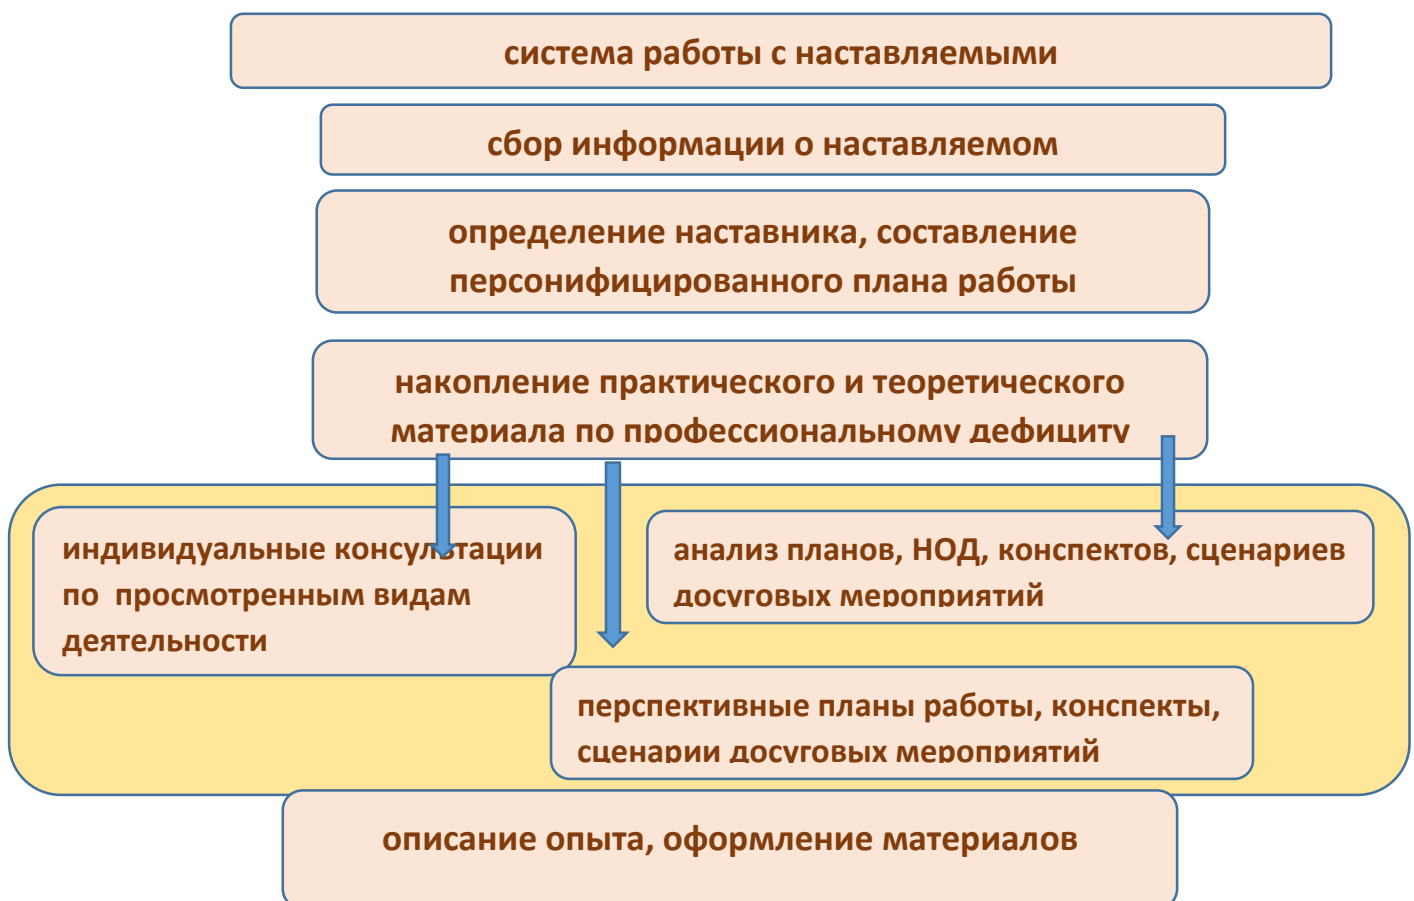 система работы с наставляемыми
сбор информации о наставляемом
определение наставника, составление
персонифицированного плана работы
накопление практического и теоретического
материала по профессиональному дефициту
индивидуальные консультации
по просмотренным видам
деятельности
анализ планов, НОД, конспектов, сценариев
досуговых мероприятий
перспективные планы работы, конспекты,
сценарии досуговых мероприятий
описание опыта, оформление материалов